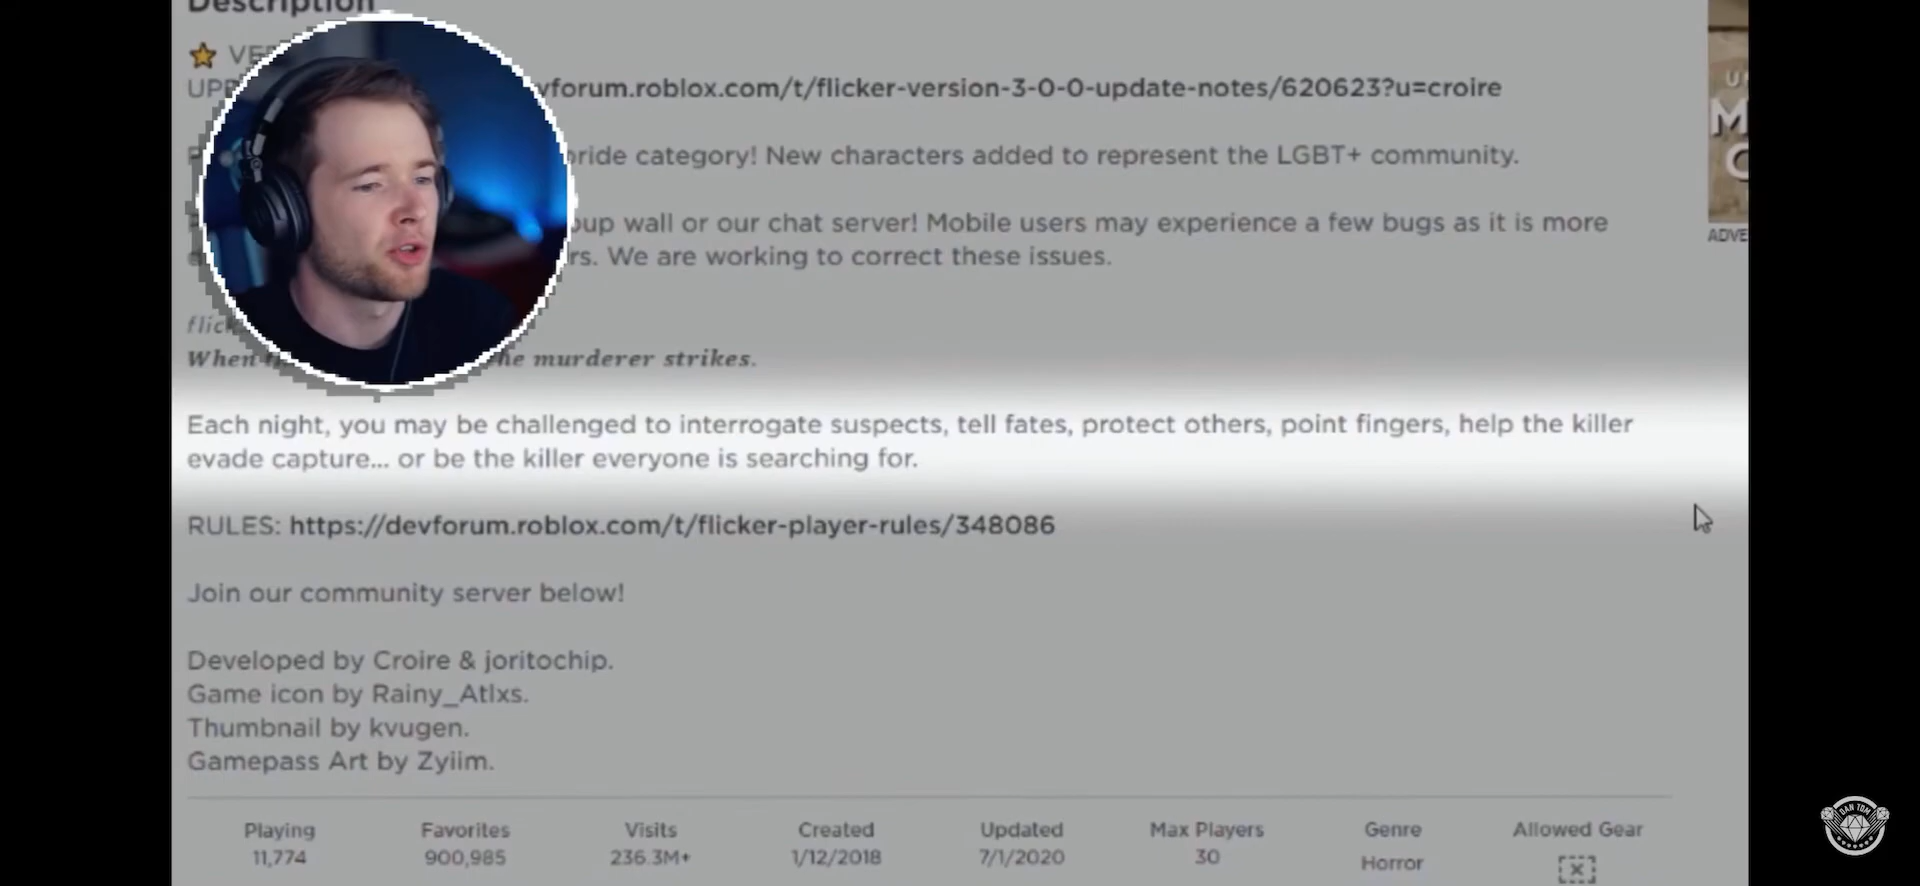 Description
UPD
vforum.roblox.com/t/flicker-version-3-0-0-update-notes/620623?u=croire
pride category! New characters added to represent the LGBT+ community.
oup wall or our chat server! Mobile users may experience a few bugs as it is more
rs. We are working to correct these issues.
flick
When the murderer strikes.
Each night, you may be challenged to interrogate suspects, tell fates, protect others, point fingers, help the killer
evade capture... or be the killer everyone is searching for.
RULES: https://devforum.roblox.com/t/flicker-player-rules/348086
Join our community server below!
Developed by Croire & joritochip.
Game icon by Rainy_Atlxs.
Thumbnail by kvugen.
Gamepass Art by Zyiim.
Playing Favorites Visits Created Updated Max Players Genre Allowed Gear
11,774 900,985 236.3M+ 1/12/2018 7/1/2020 30 Horror
DAN TDM